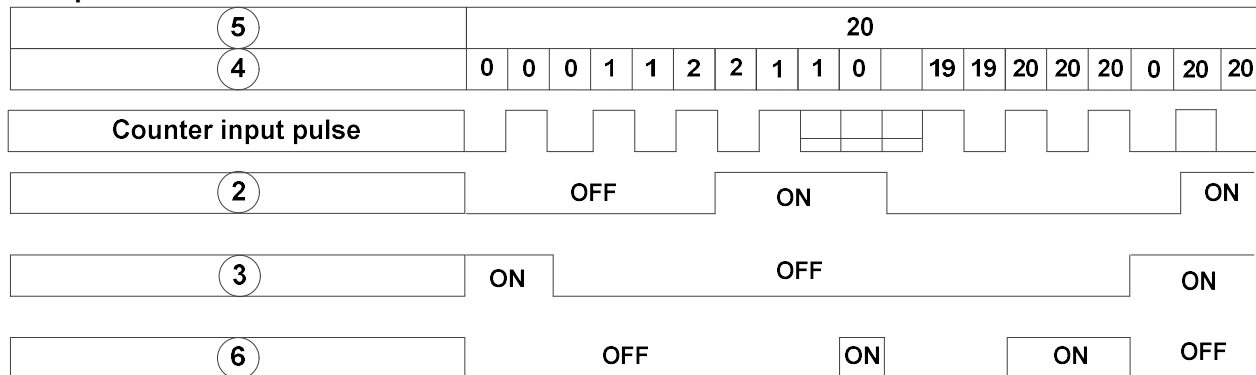 5 20
4 0 0 0 1 1 2 2 1 1 0 19 19 20 20 20 0 20 20
Counter input pulse
2 OFF ON ON
3 ON OFF ON
6 OFF ON ON OFF